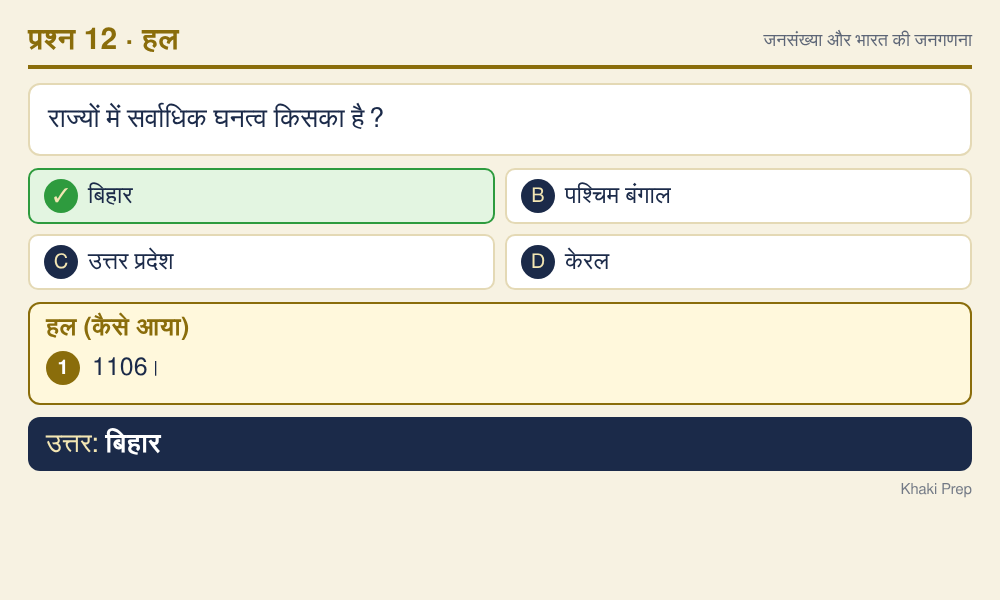 प्रश्न 12 · हल
जनसंख्या और भारत की जनगणना
राज्यों में सर्वाधिक घनत्व किसका है ?
✓ बिहार
B पश्चिम बंगाल
C उत्तर प्रदेश
D केरल
हल (कैसे आया)
1 1106।
उत्तर: बिहार
Khaki Prep